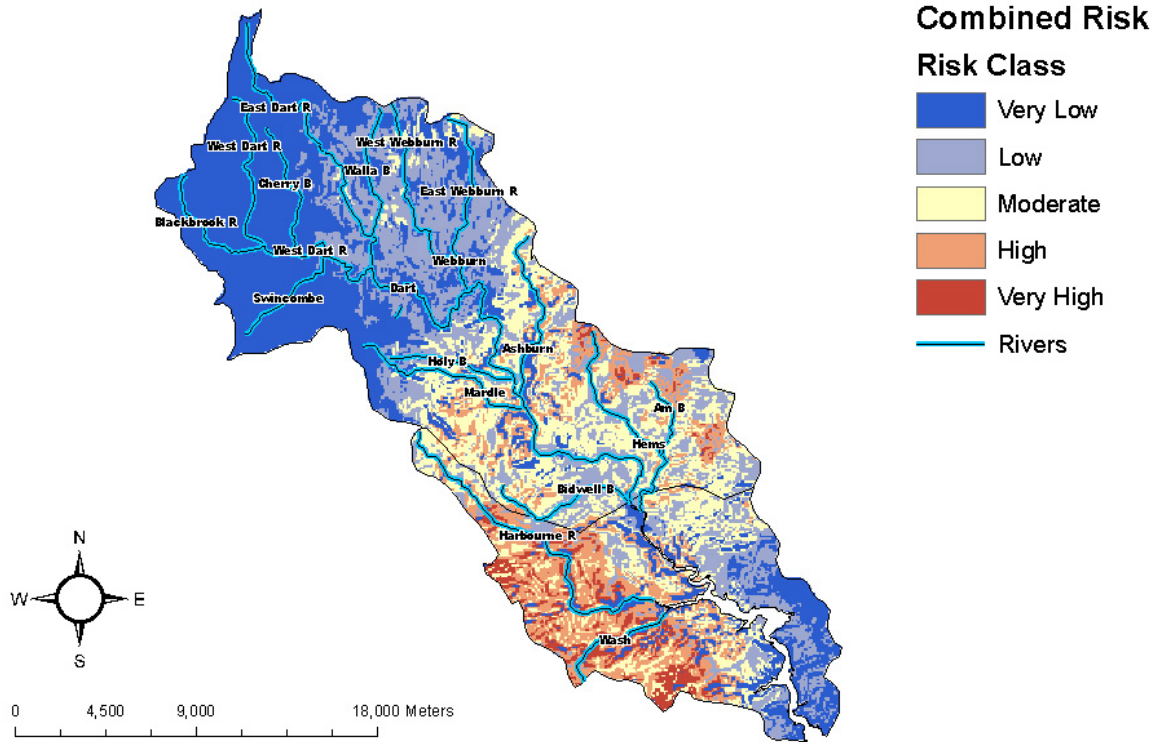 Combined Risk
Risk Class
Very Low
Low
Moderate
High
Very High
Rivers
East Dart R
West Dart R
West Webburn R
Walla B
Cherry B
East Webburn R
Blackbrook R
West Dart R
Webburn
Swincombe
Dart
Ashburn
Holy B
Mardle
Am B
Hems
Bidwell B
Harbourne R
Wash
N
W
E
S
0
4,500
9,000
18,000 Meters